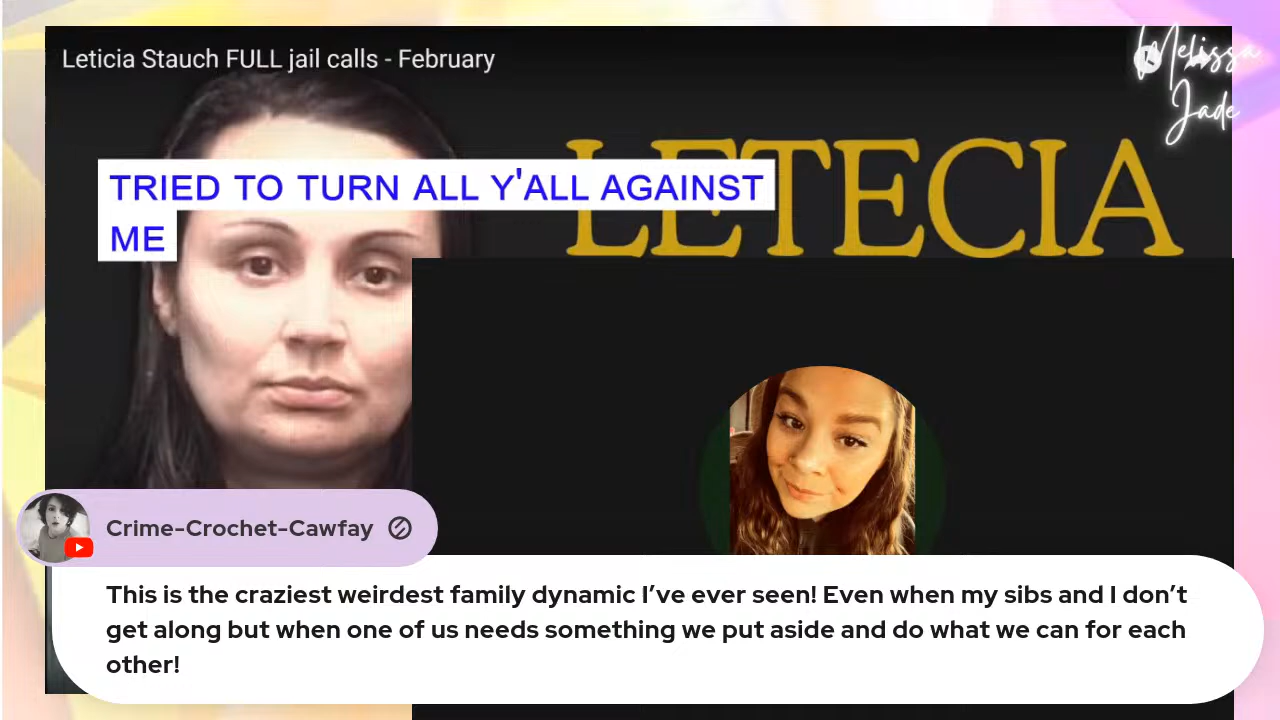 Leticia Stauch FULL jail calls - February
Melissa
Jade
LETECIA
TRIED TO TURN ALL Y'ALL AGAINST
ME
Crime-Crochet-Cawfay
This is the craziest weirdest family dynamic I’ve ever seen! Even when my sibs and I don’t
get along but when one of us needs something we put aside and do what we can for each
other!